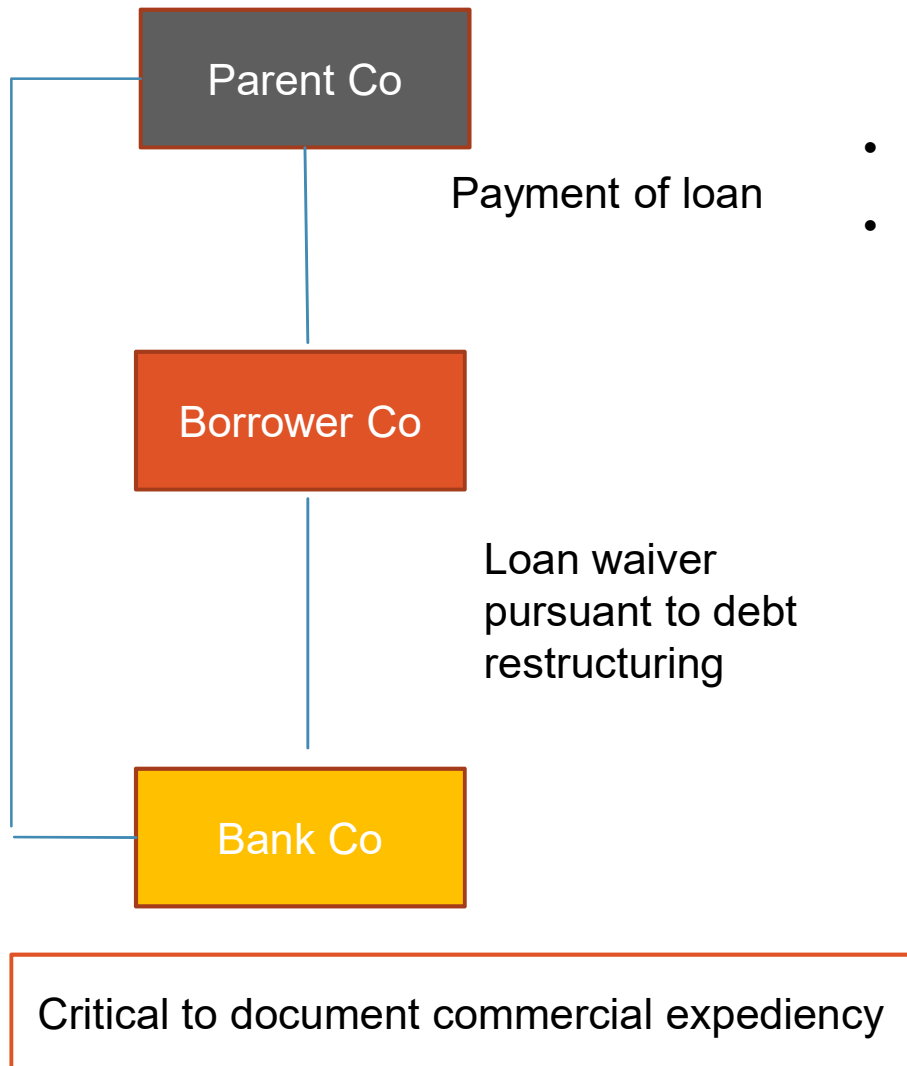 Parent Co
•
Payment of loan
•
Borrower Co
Loan waiver
pursuant to debt
restructuring
Bank Co
Critical to document commercial expediency